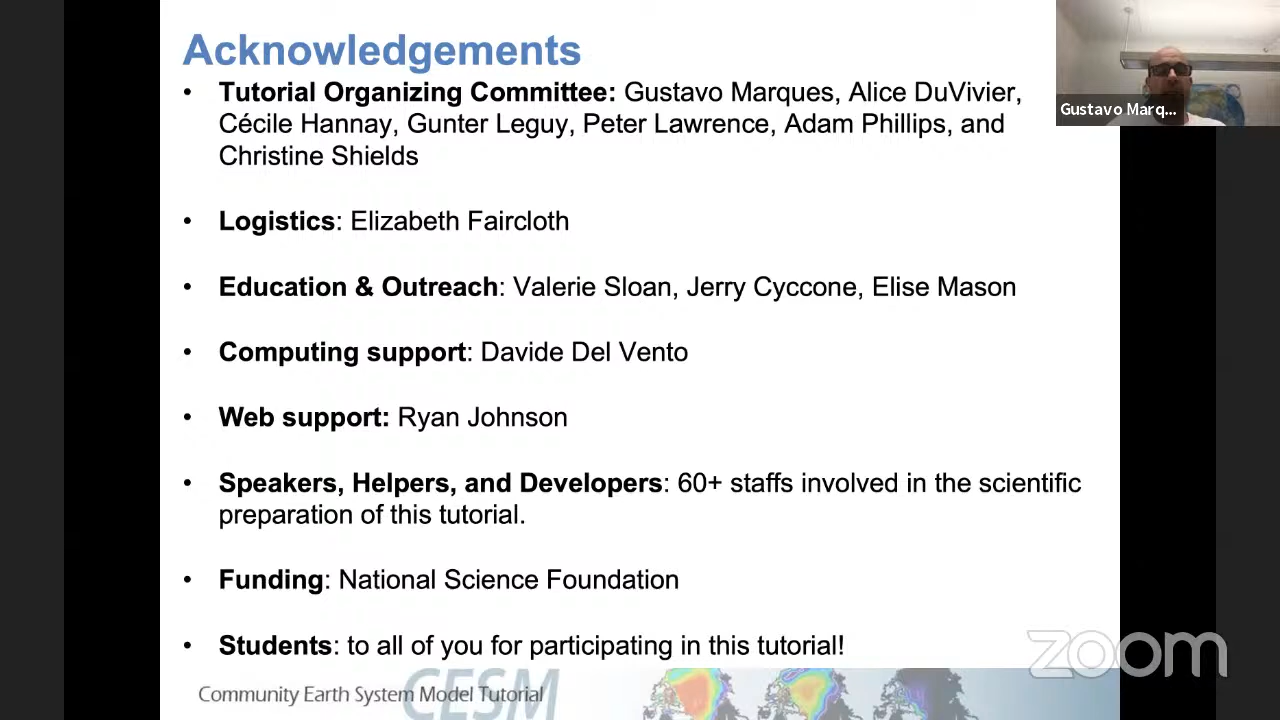 Acknowledgements
• Tutorial Organizing Committee: Gustavo Marques, Alice DuVivier,
Cécile Hannay, Gunter Leguy, Peter Lawrence, Adam Phillips, and
Christine Shields
• Logistics: Elizabeth Faircloth
• Education & Outreach: Valerie Sloan, Jerry Cyccone, Elise Mason
• Computing support: Davide Del Vento
• Web support: Ryan Johnson
• Speakers, Helpers, and Developers: 60+ staffs involved in the scientific
preparation of this tutorial.
• Funding: National Science Foundation
• Students: to all of you for participating in this tutorial!
Community Earth System Model Tutorial
CESM
Gustavo Marq...
zoom